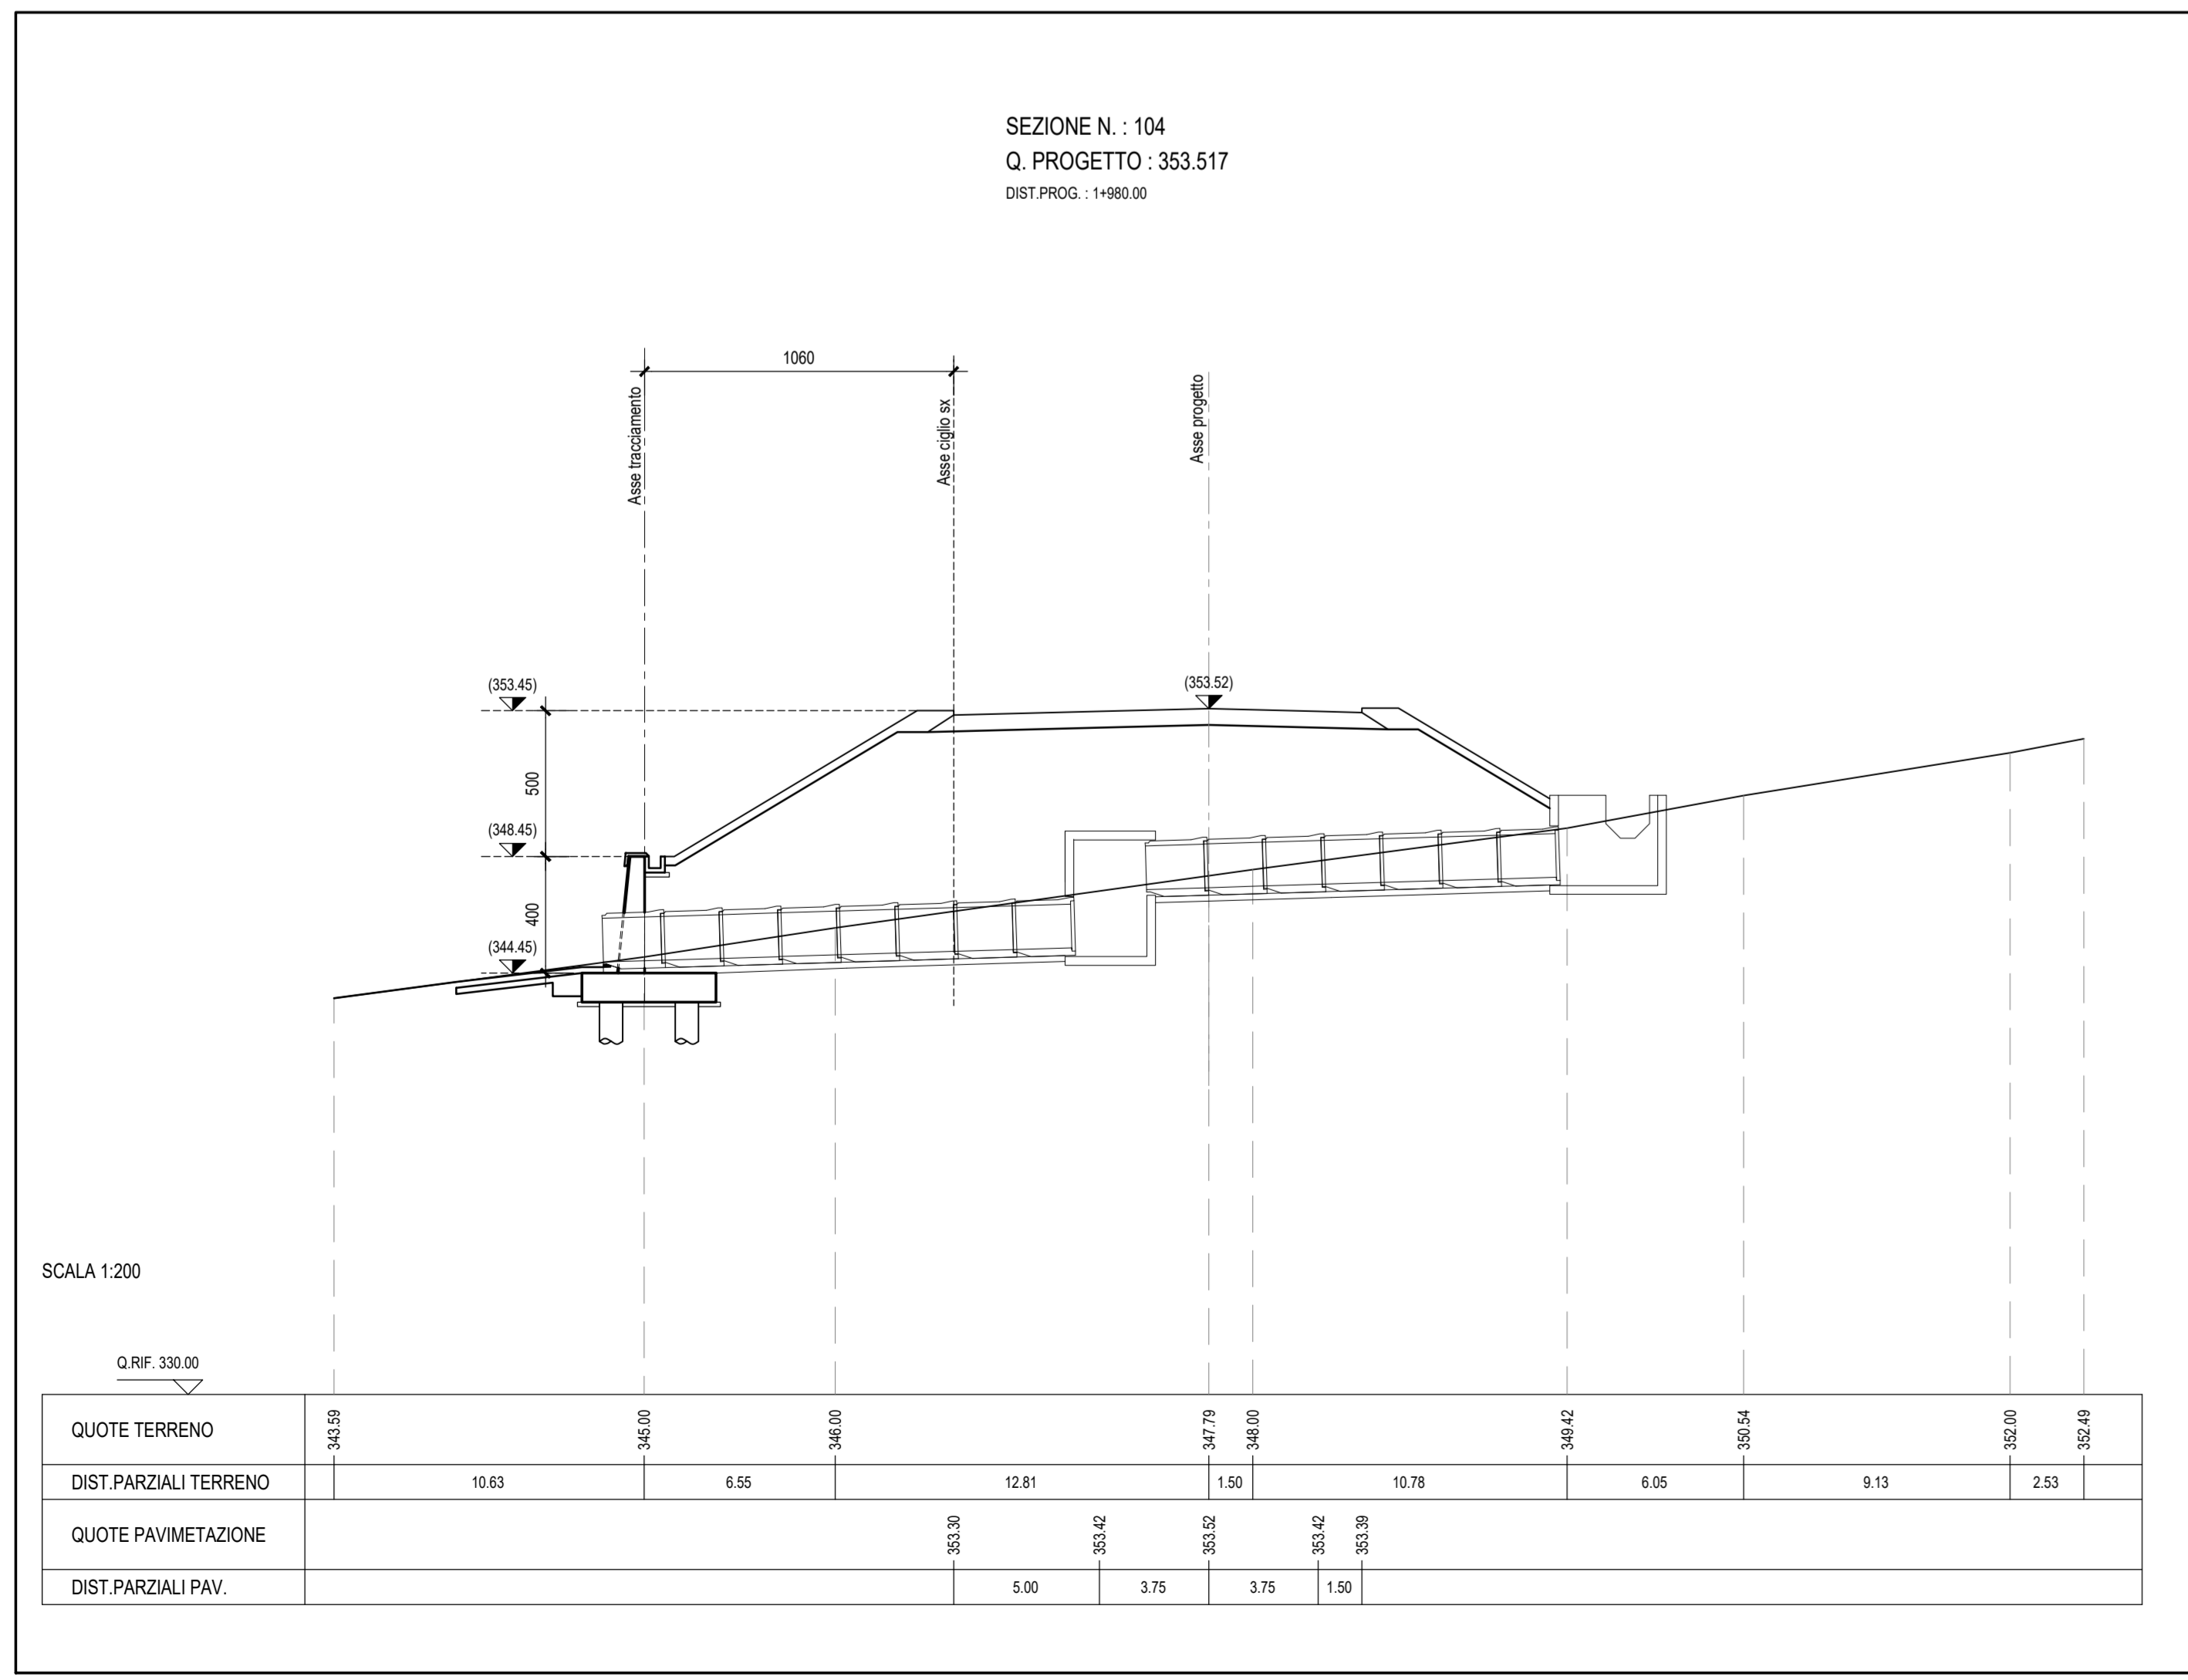 SEZIONE N. : 104
Q. PROGETTO : 353.517
DIST.PROG. : 1+980.00
1060
Asse tracciamento
Asse ciglio sx
Asse progetto
(353.45)
(353.52)
500
(348.45)
400
(344.45)
SCALA 1:200
Q.RIF. 330.00
QUOTE TERRENO 343.59 345.00 346.00 347.79 348.00 349.42 350.54 352.00 352.49
DIST.PARZIALI TERRENO 10.63 6.55 12.81 1.50 10.78 6.05 9.13 2.53
QUOTE PAVIMETAZIONE 353.30 353.42 353.52 353.42 353.39
DIST.PARZIALI PAV. 5.00 3.75 3.75 1.50